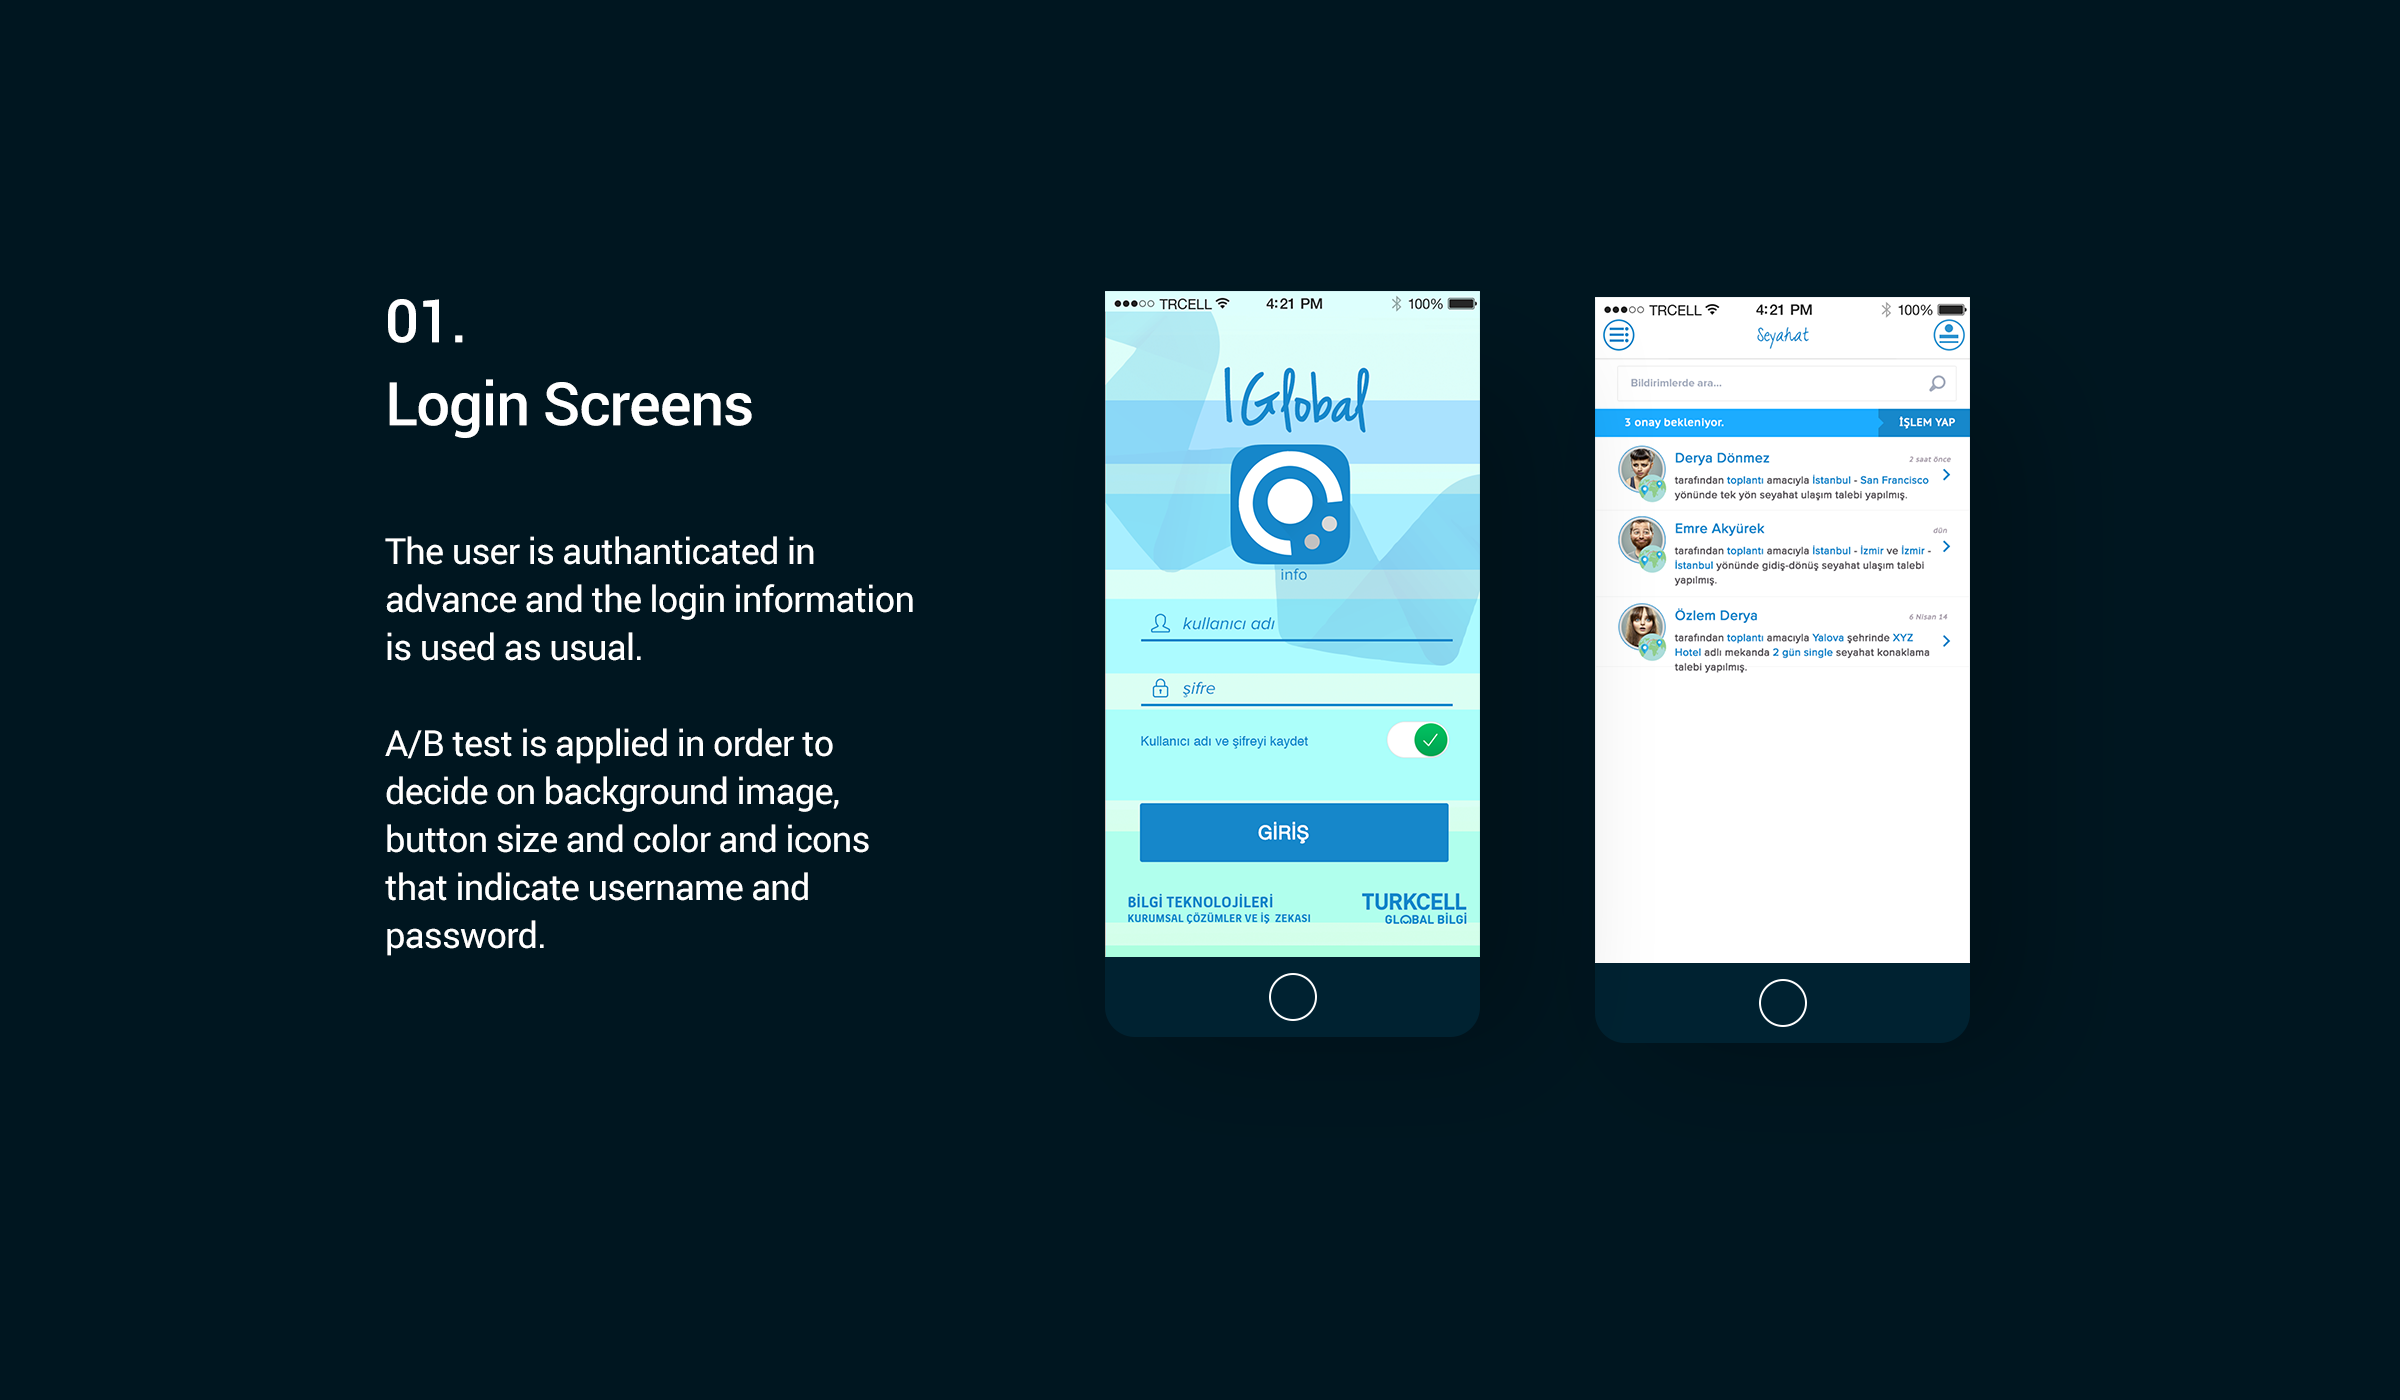 01.
Login Screens
The user is authanticated in
advance and the login information
is used as usual.
A/B test is applied in order to
decide on background image,
button size and color and icons
that indicate username and
password.
TRCELL 4:21 PM 100%
IGlobal
info
kullanıcı adı
şifre
Kullanıcı adı ve şifreyi kaydet
GİRİŞ
BİLGİ TEKNOLOJİLERİ
KURUMSAL ÇÖZÜMLER VE İŞ ZEKASI
TURKCELL
GLOBAL BİLGİ
TRCELL 4:21 PM 100%
Seyahat
Bildirimlerde ara...
3 onay bekleniyor. İŞLEM YAP
Derya Dönmez 2 saat önce
tarafından toplantı amacıyla İstanbul - San Francisco
yönünde tek yön seyahat ulaşım talebi yapılmış.
Emre Akyürek dün
tarafından toplantı amacıyla İstanbul - İzmir ve İzmir -
İstanbul yönünde gidiş-dönüş seyahat ulaşım talebi
yapılmış.
Özlem Derya 6 Nisan 14
tarafından toplantı amacıyla Yalova şehrinde XYZ
Hotel adlı mekanda 2 gün single seyahat konaklama
talebi yapılmış.